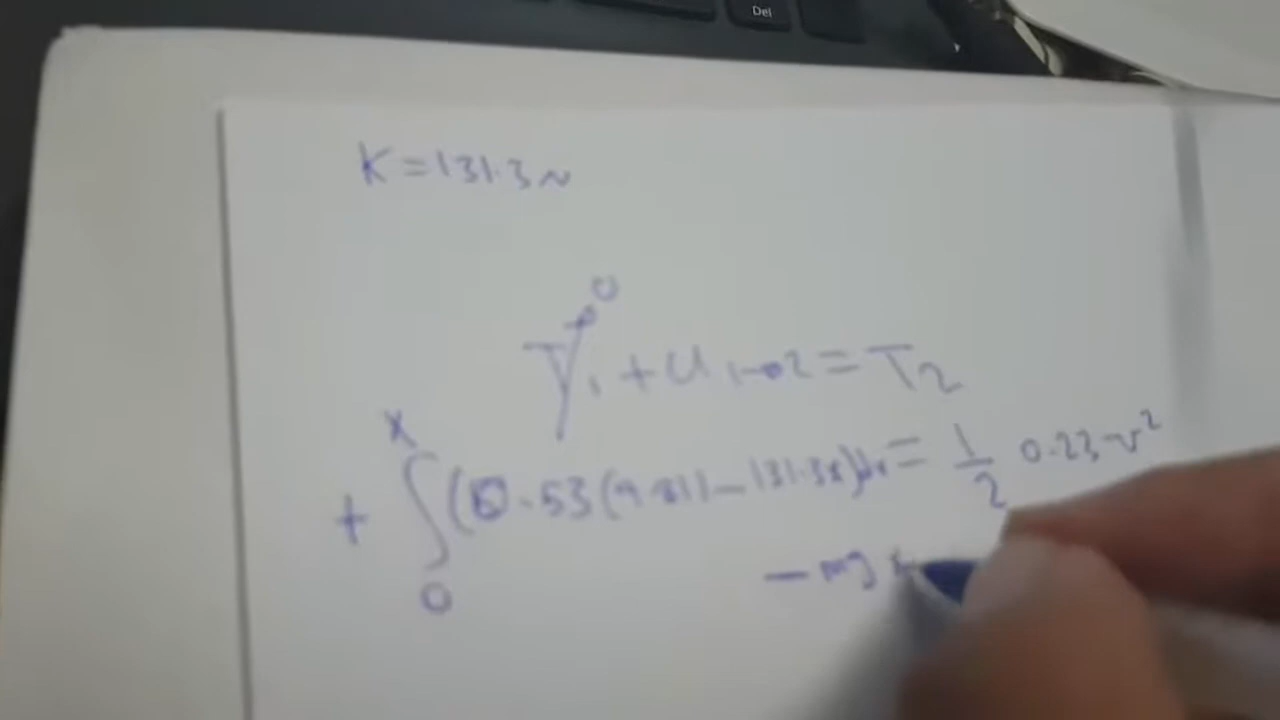 Del
K = 131.3 N
T₁ → 0 + U₁→₂ = T₂
+ ∫₀ˣ (0.53(9.81) - 131.3x)dx = 1/2 0.23 v²
- mg